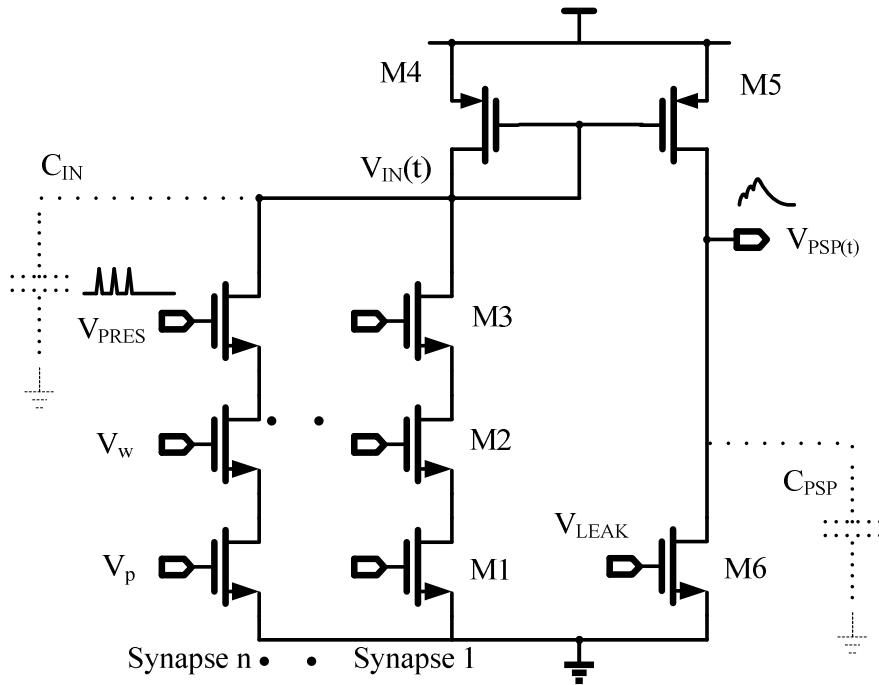 M4
M5
C_IN
V_IN(t)
V_PSP(t)
V_PRES
M3
V_w
M2
C_PSP
V_LEAK
V_p
M1
M6
Synapse n • • Synapse 1